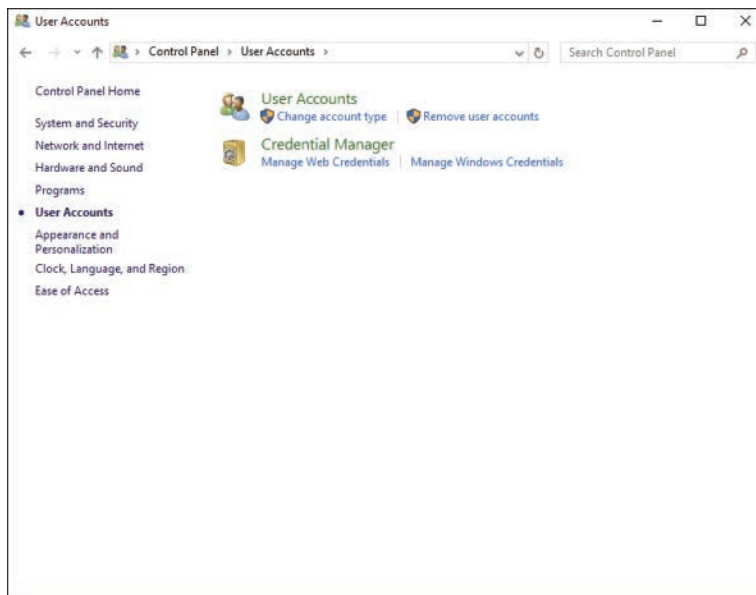 User Accounts
Control Panel > User Accounts >
Search Control Panel
Control Panel Home
System and Security
Network and Internet
Hardware and Sound
Programs
User Accounts
Appearance and
Personalization
Clock, Language, and Region
Ease of Access
User Accounts
Change account type
Remove user accounts
Credential Manager
Manage Web Credentials
Manage Windows Credentials